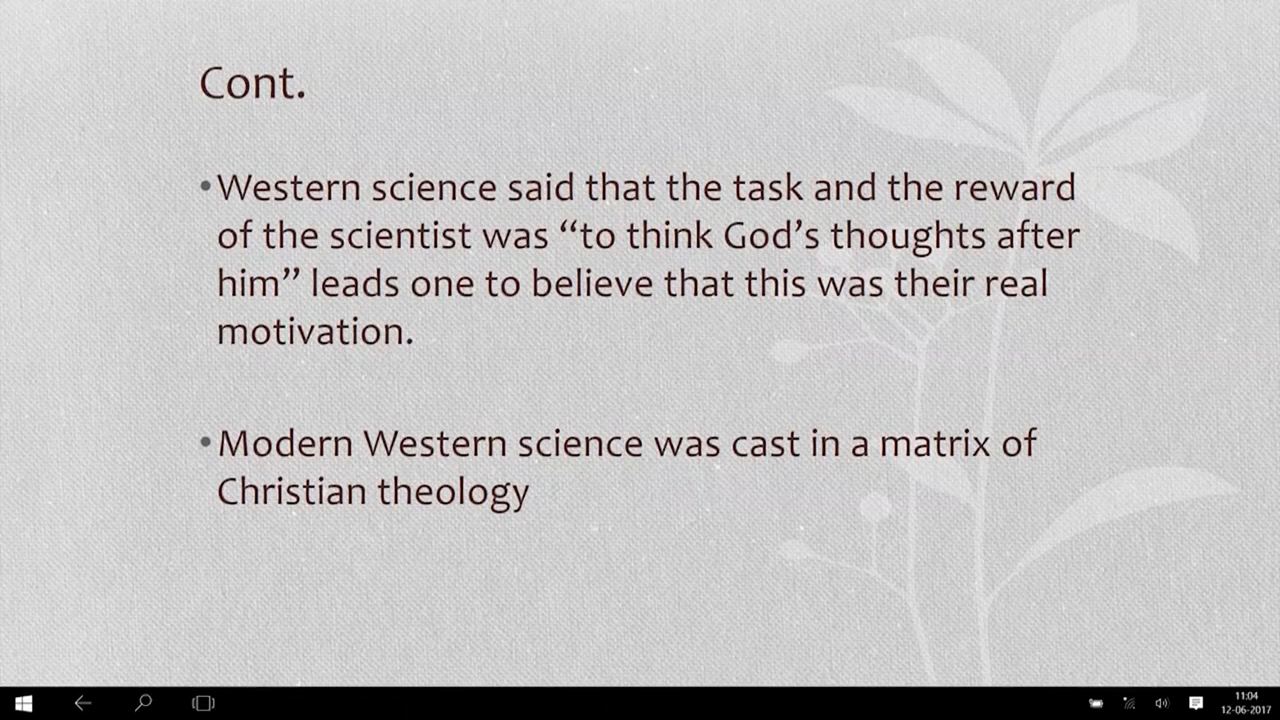 Cont.
•Western science said that the task and the reward
of the scientist was “to think God’s thoughts after
him” leads one to believe that this was their real
motivation.
•Modern Western science was cast in a matrix of
Christian theology
11:04
12-06-2017